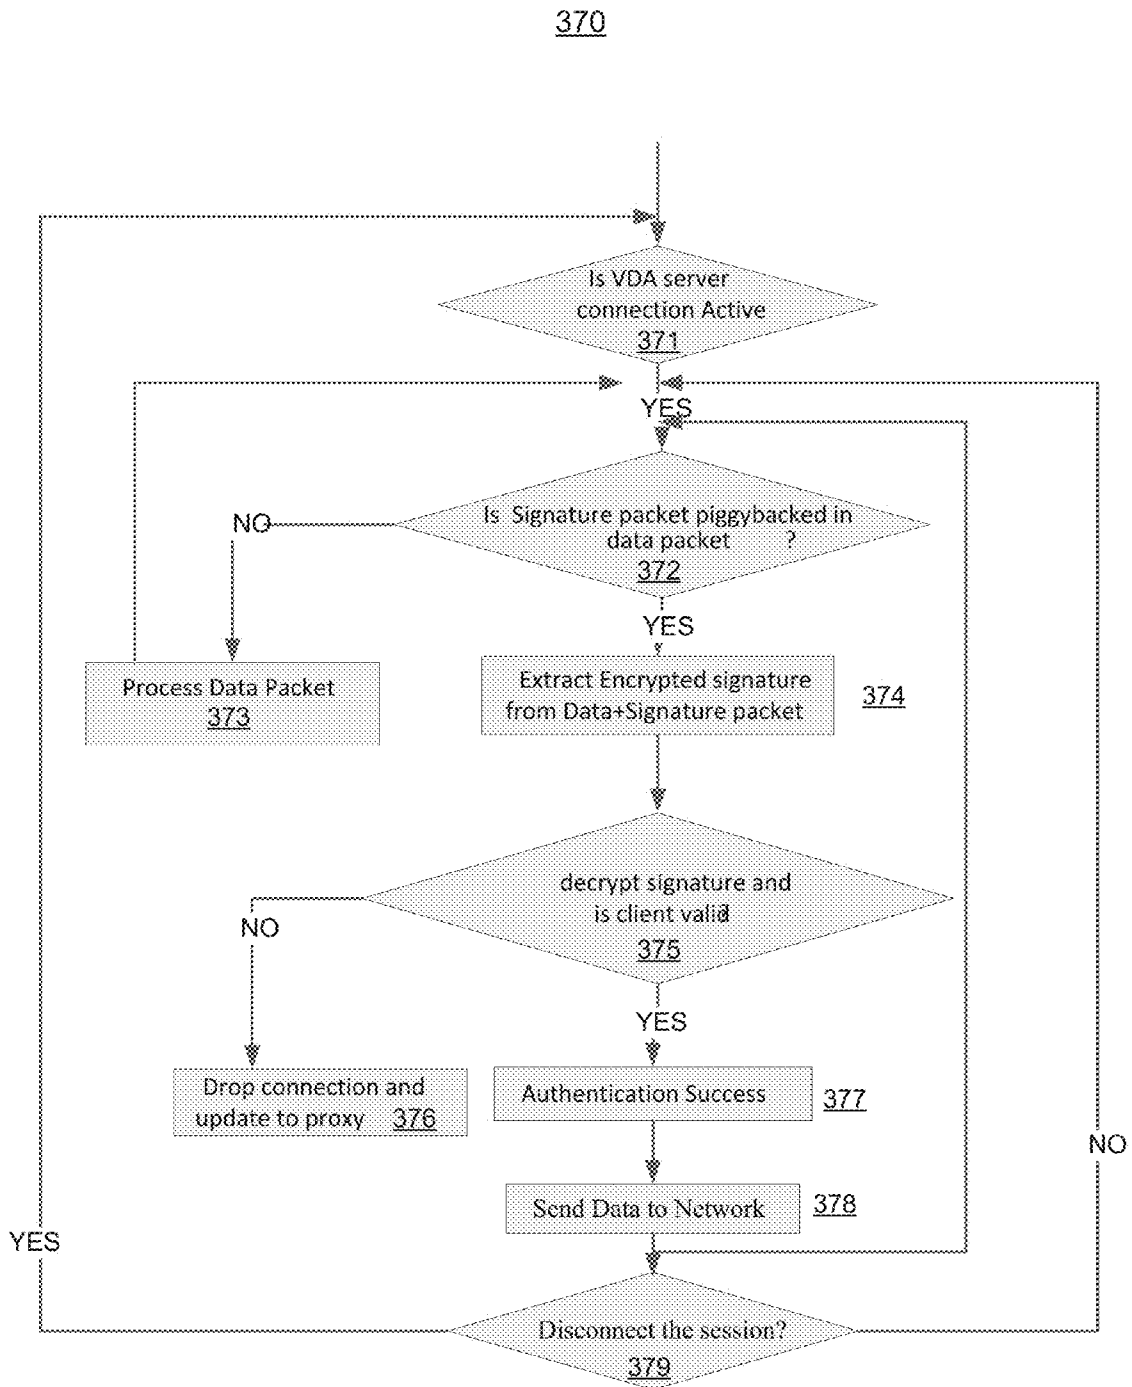 370
Is VDA server
connection Active
371
YES
Is Signature packet piggybacked in
data packet ?
372
NO
YES
Process Data Packet
373
Extract Encrypted signature
from Data+Signature packet
374
decrypt signature and
is client valid?
375
NO
YES
Drop connection and
update to proxy 376
Authentication Success
377
NO
Send Data to Network
378
YES
Disconnect the session?
379